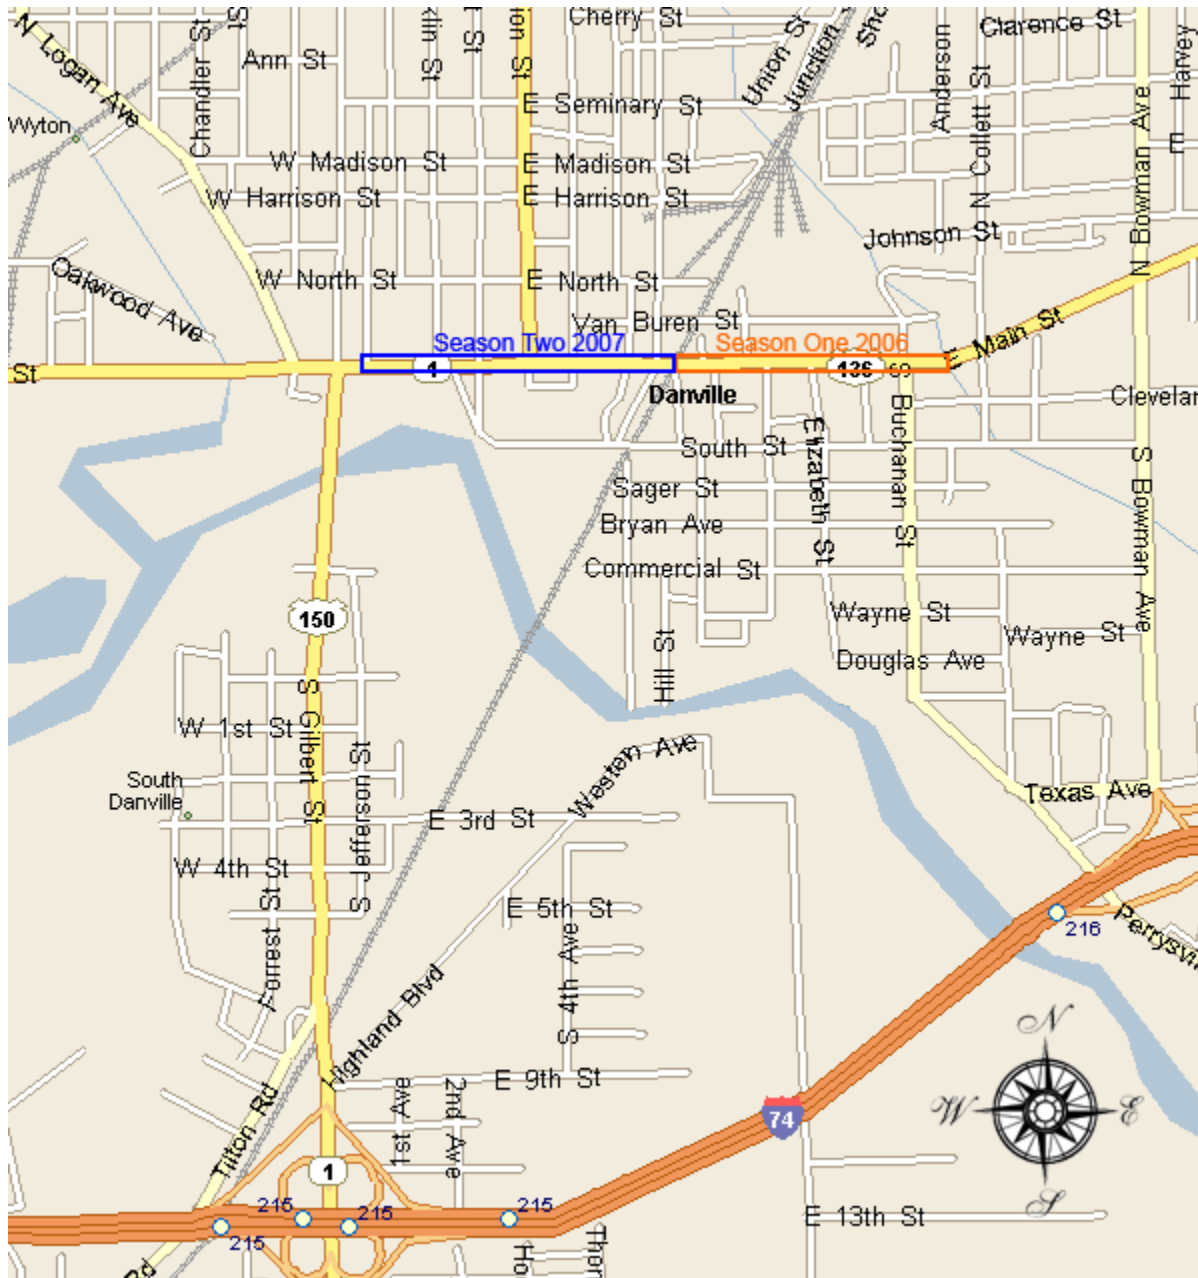 Cherry St
Clarence St
N Logan Ave
Chandler St
Ann St
Union St
Junction
Sho
Anderson
N Collett St
N Bowman Ave
Harvey
E
E Seminary St
Wyton
W Madison St
E Madison St
W Harrison St
E Harrison St
Johnson St
Oakwood Ave
W North St
E North St
Van Buren St
E Main St
Season Two 2007
Season One 2006
St
1
136
Danville
Clevelan
Buchanan St
Elizabeth St
South St
S Bowman Ave
Sager St
Bryan Ave
Commercial St
150
Wayne St
Wayne St
Hill St
Douglas Ave
S Gilbert St
W 1st St
S Jefferson St
Western Ave
South
Danville
Texas Ave
E 3rd St
W 4th St
Forrest St
E 5th St
S 4th Ave
216
Perrysvi
Highland Blvd
N
E 9th St
Tilton Rd
1st Ave
2nd Ave
74
W
E
1
S
215
215
215
215
E 13th St
Rd
Ho
Ther